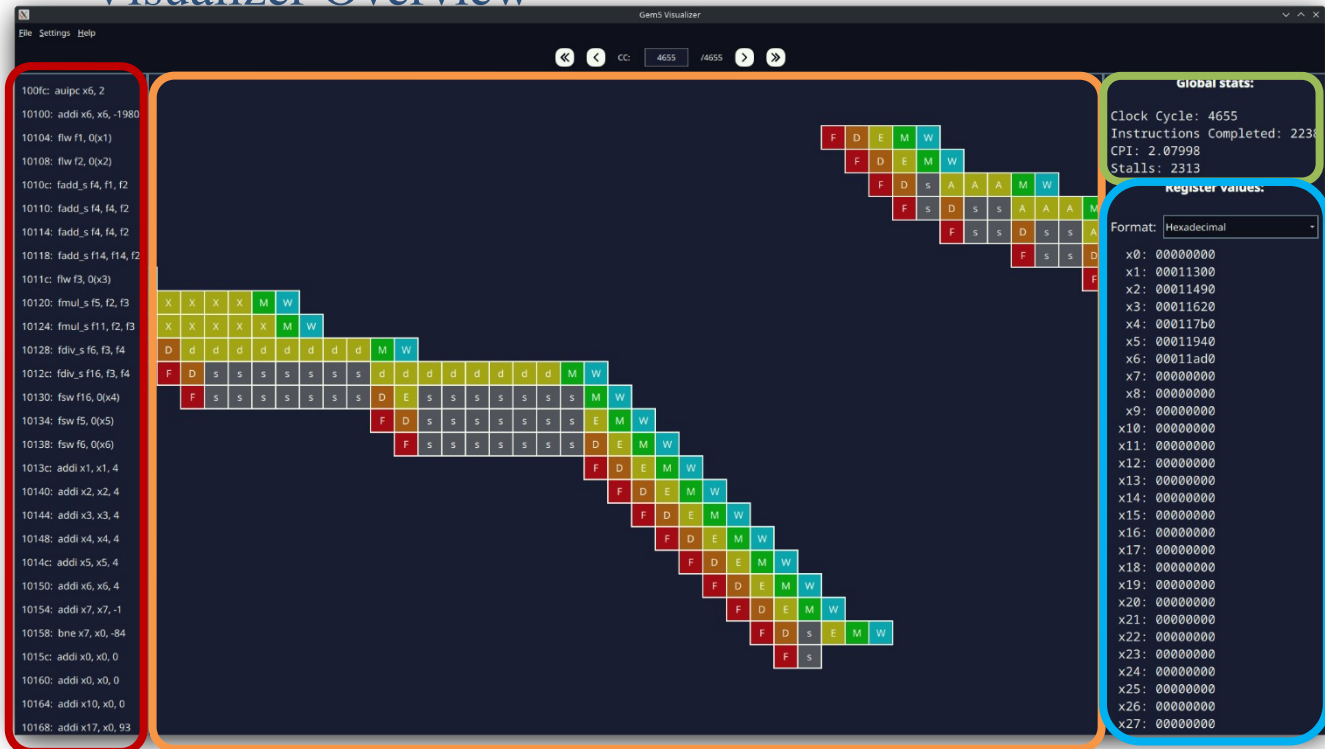 Visualizer Overview
Gem5 Visualizer
File Settings Help
CC: 4655 /4655
100fc: auipc x6, 2
10100: addi x6, x6, -1980
10104: flw f1, 0(x1)
10108: flw f2, 0(x2)
1010c: fadd_s f4, f1, f2
10110: fadd_s f4, f4, f2
10114: fadd_s f4, f4, f2
10118: fadd_s f14, f14, f2
1011c: flw f3, 0(x3)
10120: fmul_s f5, f2, f3
10124: fmul_s f11, f2, f3
10128: fdiv_s f6, f3, f4
1012c: fdiv_s f16, f3, f4
10130: fsw f16, 0(x4)
10134: fsw f5, 0(x5)
10138: fsw f6, 0(x6)
1013c: addi x1, x1, 4
10140: addi x2, x2, 4
10144: addi x3, x3, 4
10148: addi x4, x4, 4
1014c: addi x5, x5, 4
10150: addi x6, x6, 4
10154: addi x7, x7, -1
10158: bne x7, x0, -84
1015c: addi x0, x0, 0
10160: addi x0, x0, 0
10164: addi x10, x0, 0
10168: addi x17, x0, 93
F D E M W
F D E M W
F D s A A A M W
F s D s s A A A M
F s s D s s A
F s s D
F
X X X X M W
X X X X X M W
D d d d d d d d d M W
F D s s s s s s s d d d d d d d d M W
F s s s s s s s D E s s s s s s s M W
F D s s s s s s s E M W
F s s s s s s s D E M W
F D E M W
F D E M W
F D E M W
F D E M W
F D E M W
F D E M W
F D E M W
F D s E M W
F s
Global stats:
Clock Cycle: 4655
Instructions Completed: 2238
CPI: 2.07998
Stalls: 2313
Register values:
Format: Hexadecimal
x0: 00000000
x1: 00011300
x2: 00011490
x3: 00011620
x4: 000117b0
x5: 00011940
x6: 00011ad0
x7: 00000000
x8: 00000000
x9: 00000000
x10: 00000000
x11: 00000000
x12: 00000000
x13: 00000000
x14: 00000000
x15: 00000000
x16: 00000000
x17: 00000000
x18: 00000000
x19: 00000000
x20: 00000000
x21: 00000000
x22: 00000000
x23: 00000000
x24: 00000000
x25: 00000000
x26: 00000000
x27: 00000000